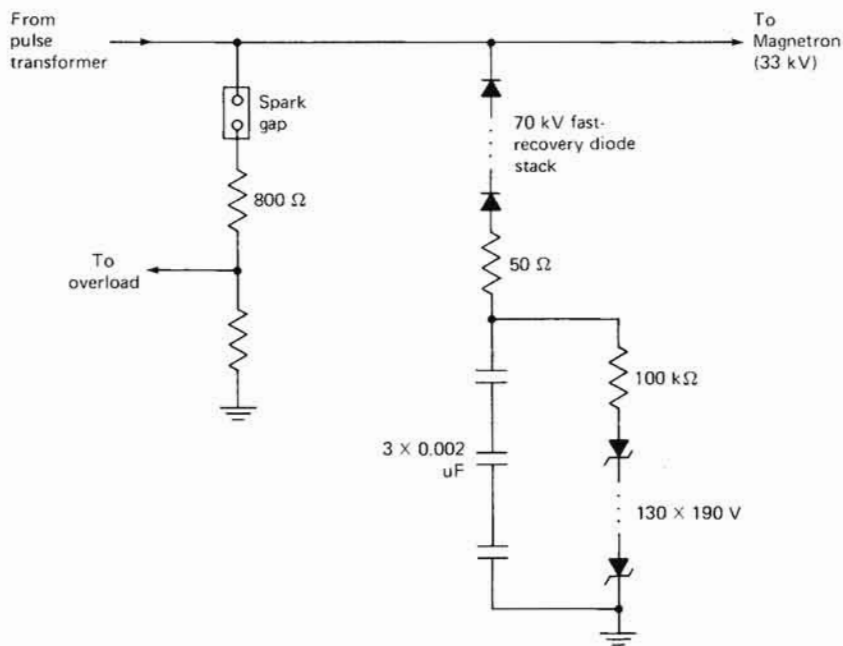 From
pulse
transformer
To
Magnetron
(33 kV)
Spark
gap
70 kV fast-
recovery diode
stack
800 Ω
50 Ω
To
overload
100 kΩ
3 × 0.002
uF
130 × 190 V